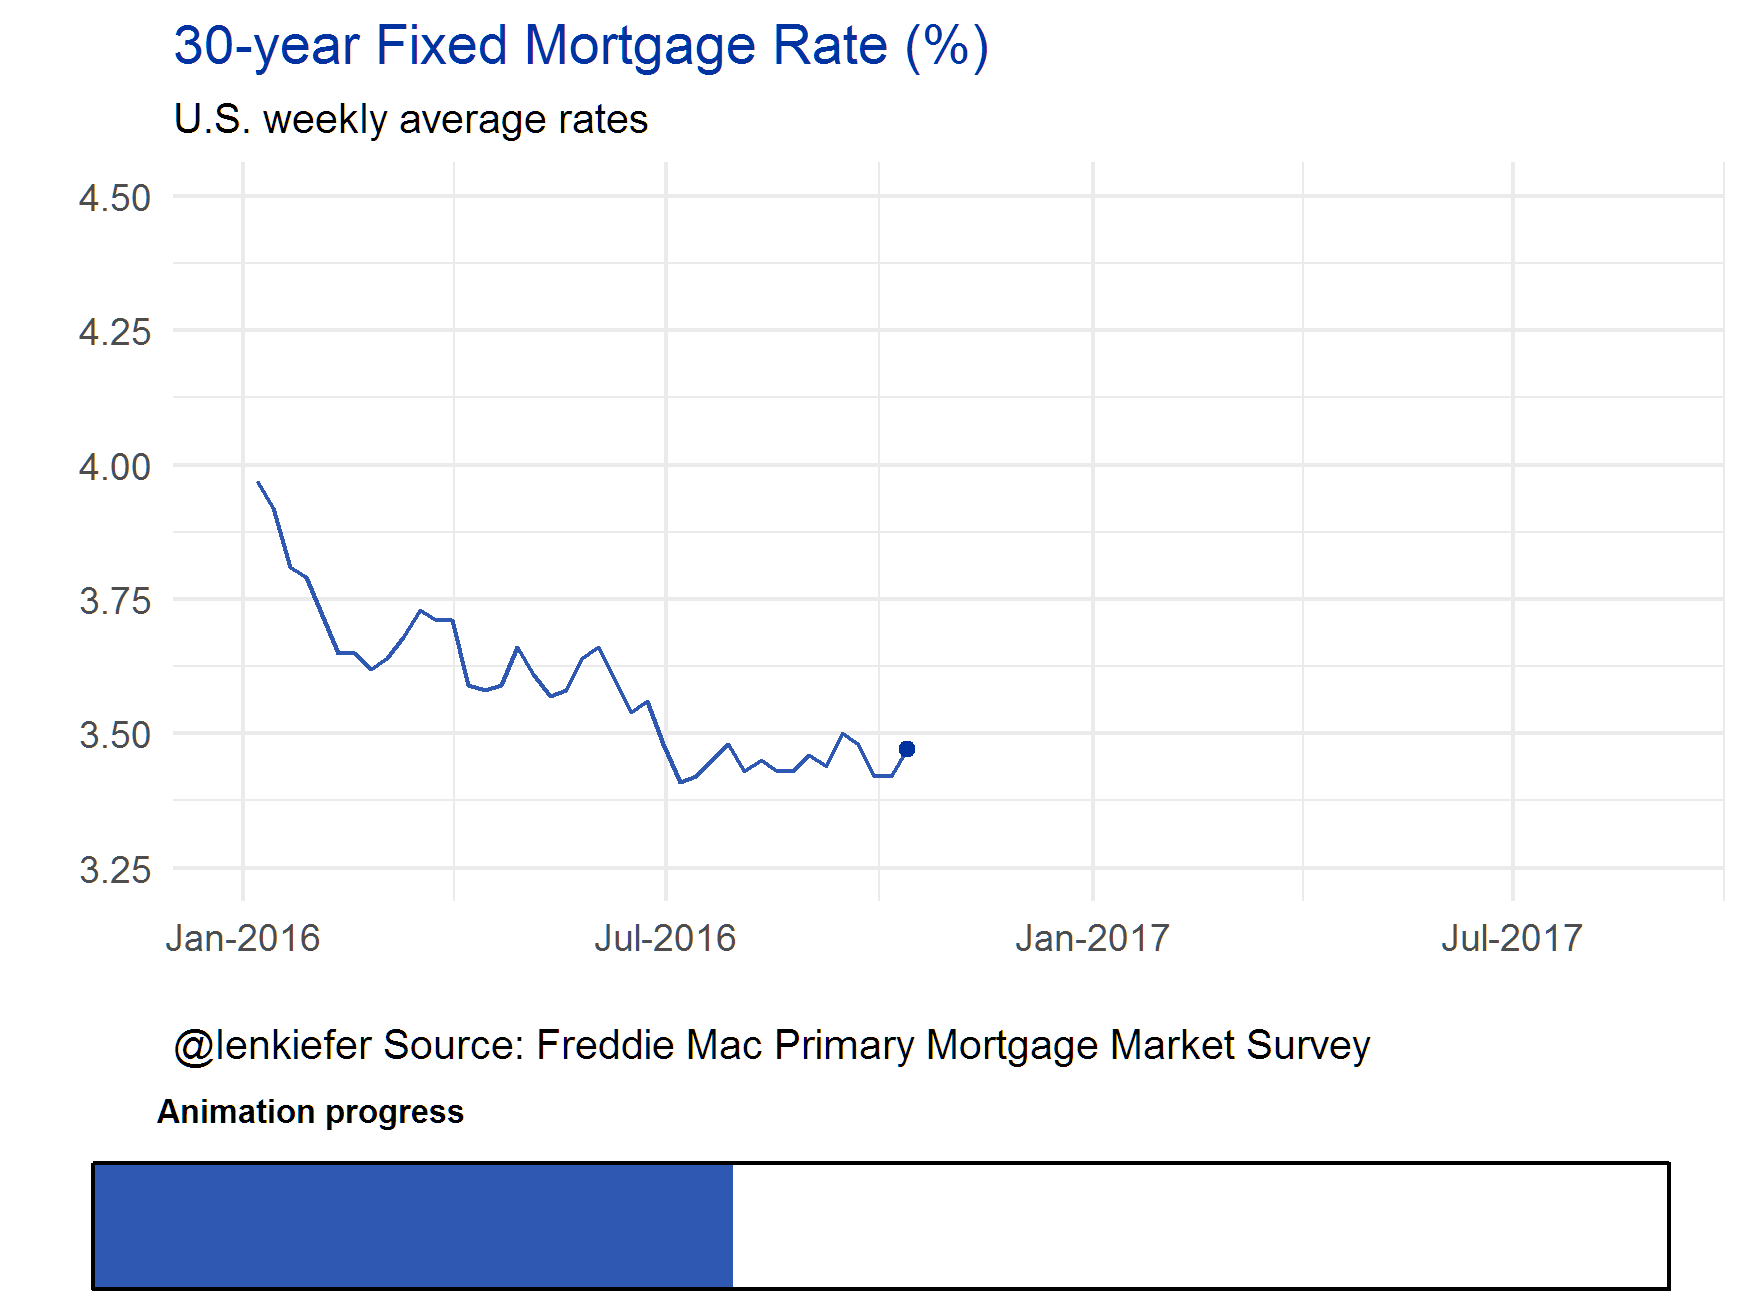 30-year Fixed Mortgage Rate (%)
U.S. weekly average rates
4.50
4.25
4.00
3.75
3.50
3.25
Jan-2016 Jul-2016 Jan-2017 Jul-2017
@lenkiefer Source: Freddie Mac Primary Mortgage Market Survey
Animation progress